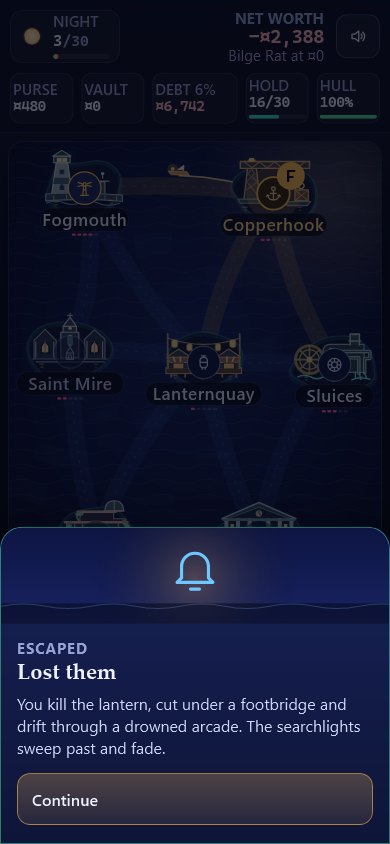 NIGHT
3/30
NET WORTH
−¤2,388
Bilge Rat at ¤0
PURSE
¤480
VAULT
¤0
DEBT 6%
¤6,742
HOLD
16/30
HULL
100%
F
Fogmouth
Copperhook
Saint Mire
Lanternquay
Sluices
ESCAPED
Lost them
You kill the lantern, cut under a footbridge and
drift through a drowned arcade. The searchlights
sweep past and fade.
Continue